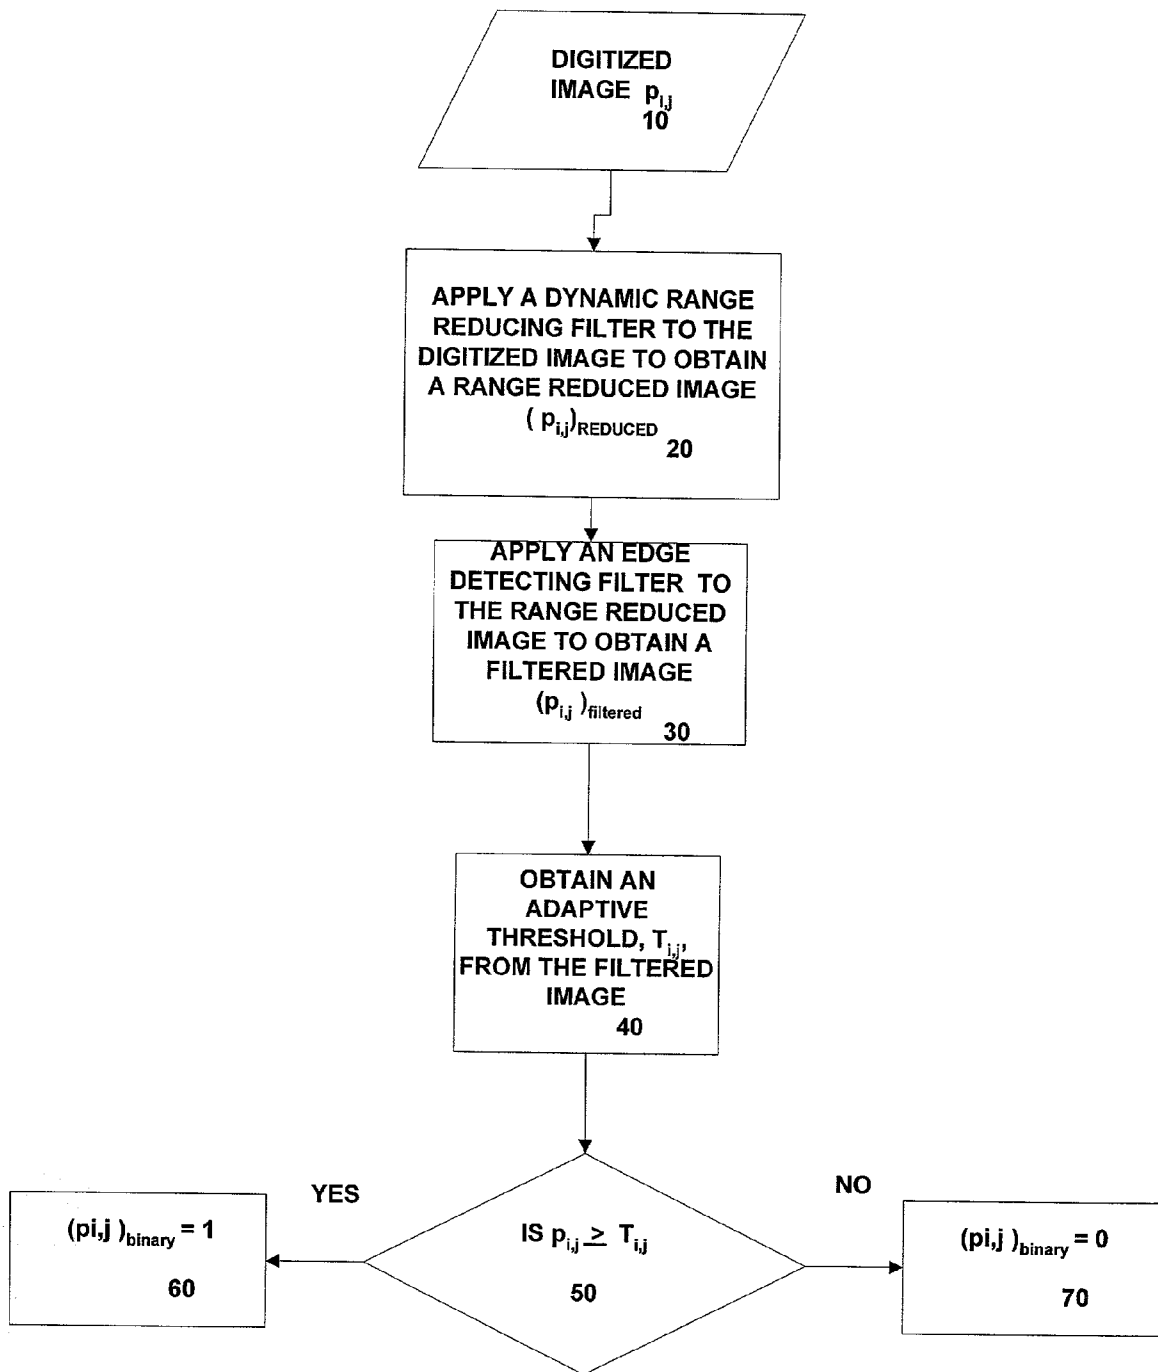 DIGITIZED
IMAGE p_{i,j}
10
APPLY A DYNAMIC RANGE
REDUCING FILTER TO THE
DIGITIZED IMAGE TO OBTAIN
A RANGE REDUCED IMAGE
( p_{i,j})_{REDUCED}
20
APPLY AN EDGE
DETECTING FILTER TO
THE RANGE REDUCED
IMAGE TO OBTAIN A
FILTERED IMAGE
(p_{i,j} )_{filtered}
30
OBTAIN AN
ADAPTIVE
THRESHOLD, T_{i,j},
FROM THE FILTERED
IMAGE
40
YES
NO
(pi,j )_{binary} = 1
60
IS p_{i,j} ≥ T_{i,j}
50
(pi,j )_{binary} = 0
70